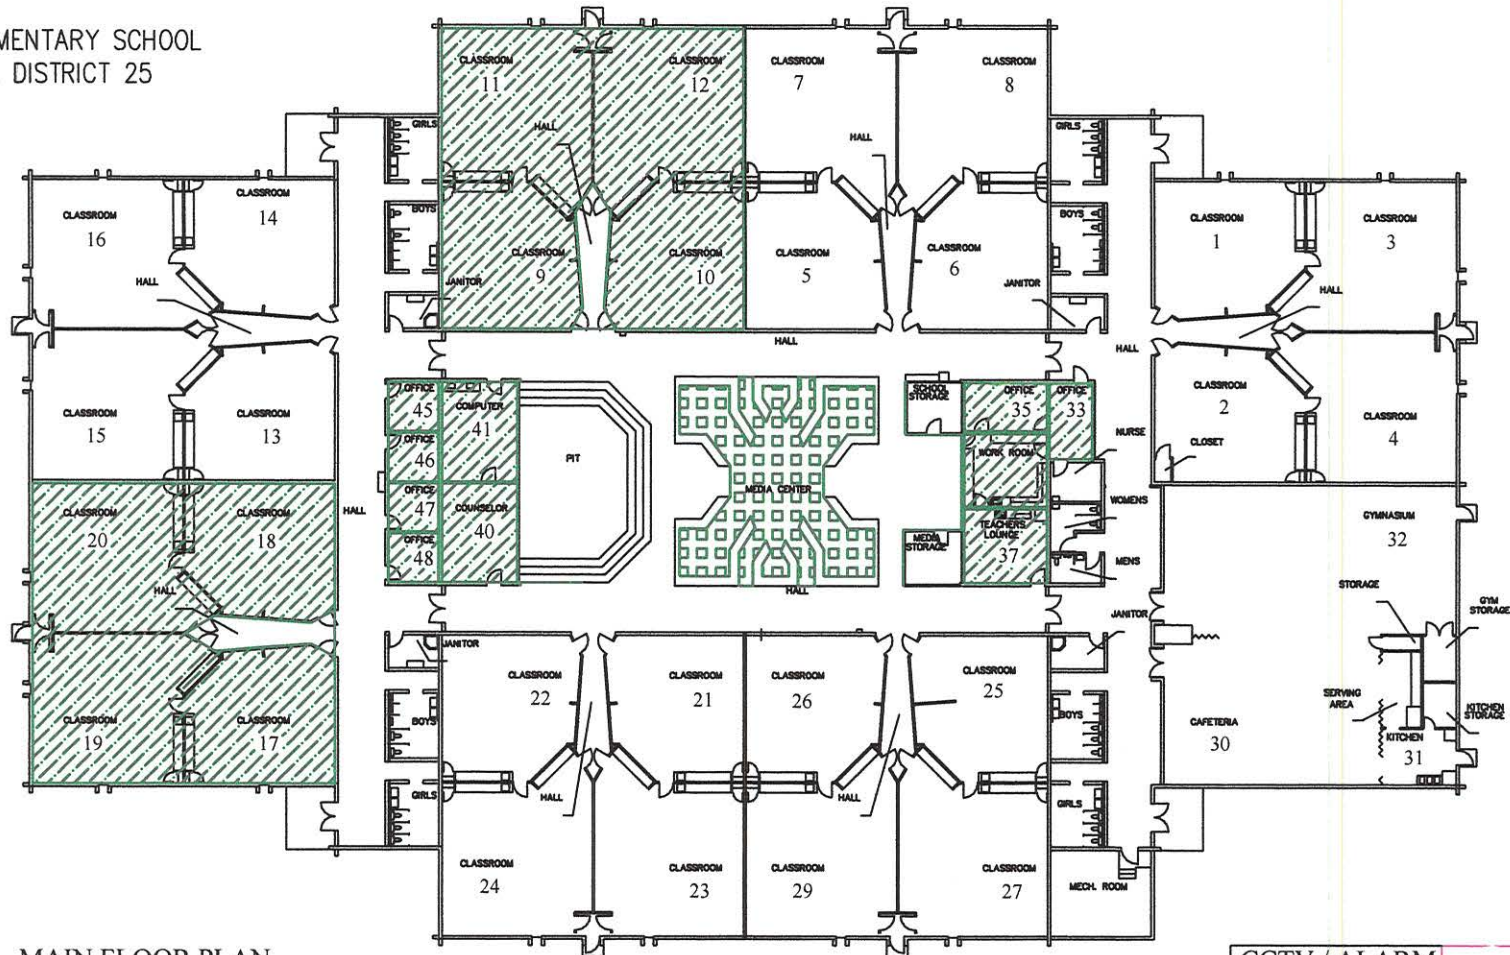 MENTARY SCHOOL
DISTRICT 25
CLASSROOM
11
CLASSROOM
12
CLASSROOM
7
CLASSROOM
8
GIRLS
HALL
HALL
GIRLS
CLASSROOM
16
CLASSROOM
14
BOYS
CLASSROOM
9
CLASSROOM
10
CLASSROOM
5
CLASSROOM
6
BOYS
CLASSROOM
1
CLASSROOM
3
HALL
JANITOR
JANITOR
HALL
HALL
HALL
CLASSROOM
15
CLASSROOM
13
OFFICE
45
COMPUTER
41
OFFICE
46
PIT
SCHOOL
STORAGE
OFFICE
35
OFFICE
33
CLASSROOM
2
CLASSROOM
4
NURSE
CLOSET
WORK ROOM
MEDIA CENTER
OFFICE
47
COUNSELOR
40
OFFICE
48
HALL
WOMENS
TEACHERS
LOUNGE
37
MEDIA
STORAGE
MENS
GYMNASIUM
32
CLASSROOM
20
CLASSROOM
18
HALL
HALL
STORAGE
GYM
STORAGE
JANITOR
JANITOR
CLASSROOM
22
CLASSROOM
21
CLASSROOM
26
CLASSROOM
25
SERVING
AREA
KITCHEN
STORAGE
CLASSROOM
19
CLASSROOM
17
BOYS
BOYS
CAFETERIA
30
KITCHEN
31
GIRLS
HALL
HALL
GIRLS
CLASSROOM
24
CLASSROOM
23
CLASSROOM
29
CLASSROOM
27
MECH. ROOM
MAIN FLOOR PLAN
CCTV / ALARM